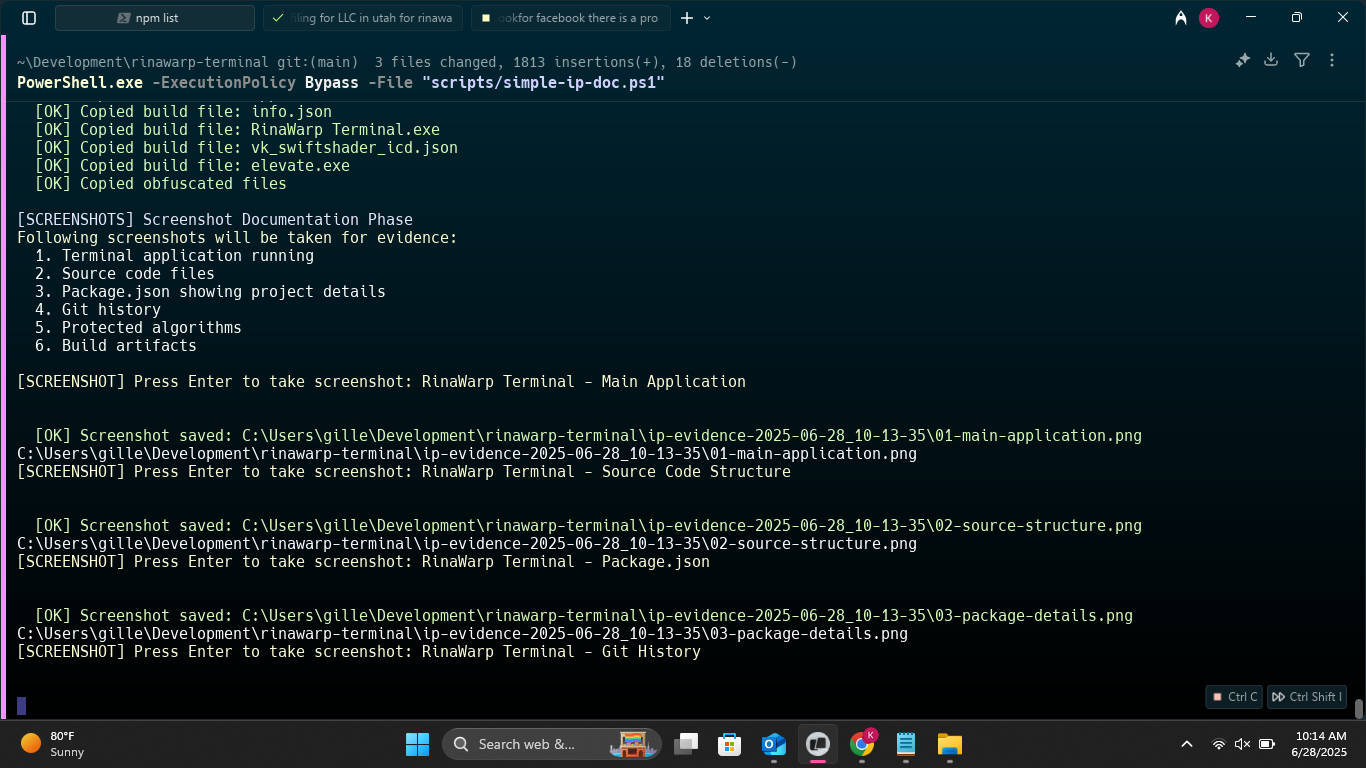 npm list
filing for LLC in utah for rinawa
ookfor facebook there is a pro
K
~\Development\rinawarp-terminal git:(main)  3 files changed, 1813 insertions(+), 18 deletions(-)
PowerShell.exe -ExecutionPolicy Bypass -File "scripts/simple-ip-doc.ps1"
[OK] Copied build file: info.json
[OK] Copied build file: RinaWarp Terminal.exe
[OK] Copied build file: vk_swiftshader_icd.json
[OK] Copied build file: elevate.exe
[OK] Copied obfuscated files
[SCREENSHOTS] Screenshot Documentation Phase
Following screenshots will be taken for evidence:
1. Terminal application running
2. Source code files
3. Package.json showing project details
4. Git history
5. Protected algorithms
6. Build artifacts
[SCREENSHOT] Press Enter to take screenshot: RinaWarp Terminal - Main Application
[OK] Screenshot saved: C:\Users\gille\Development\rinawarp-terminal\ip-evidence-2025-06-28_10-13-35\01-main-application.png
C:\Users\gille\Development\rinawarp-terminal\ip-evidence-2025-06-28_10-13-35\01-main-application.png
[SCREENSHOT] Press Enter to take screenshot: RinaWarp Terminal - Source Code Structure
[OK] Screenshot saved: C:\Users\gille\Development\rinawarp-terminal\ip-evidence-2025-06-28_10-13-35\02-source-structure.png
C:\Users\gille\Development\rinawarp-terminal\ip-evidence-2025-06-28_10-13-35\02-source-structure.png
[SCREENSHOT] Press Enter to take screenshot: RinaWarp Terminal - Package.json
[OK] Screenshot saved: C:\Users\gille\Development\rinawarp-terminal\ip-evidence-2025-06-28_10-13-35\03-package-details.png
C:\Users\gille\Development\rinawarp-terminal\ip-evidence-2025-06-28_10-13-35\03-package-details.png
[SCREENSHOT] Press Enter to take screenshot: RinaWarp Terminal - Git History
Ctrl C
Ctrl Shift I
80°F
Sunny
Search web &...
K
10:14 AM
6/28/2025